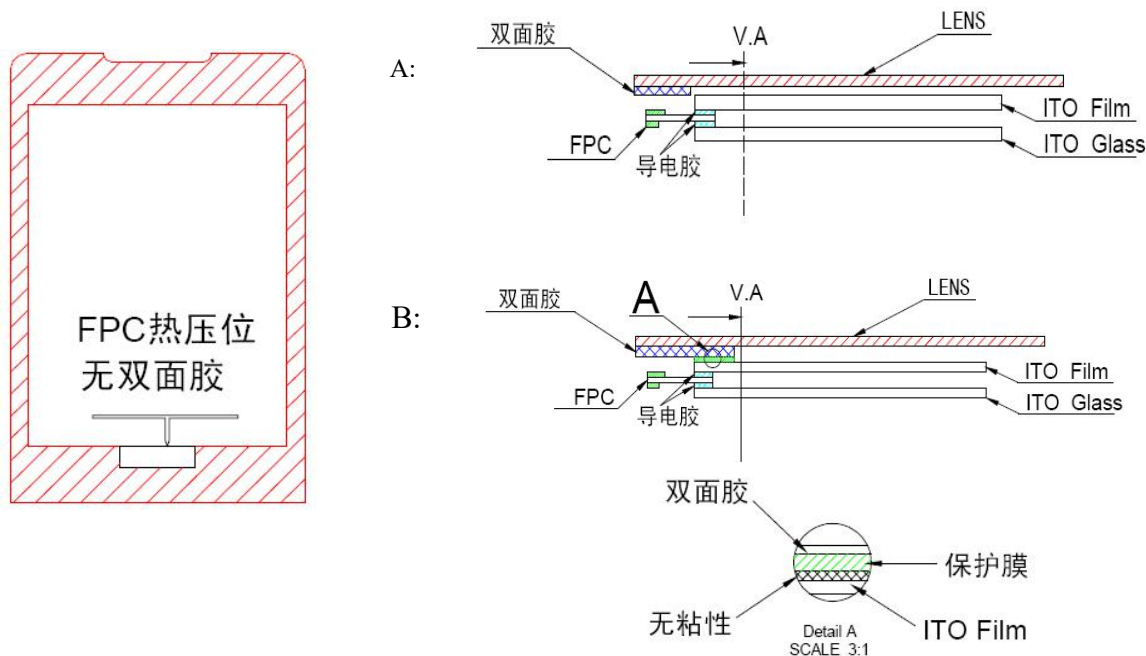 FPC热压位
无双面胶
A:
双面胶
V.A
LENS
ITO Film
ITO Glass
FPC
导电胶
B:
双面胶
A
V.A
LENS
ITO Film
ITO Glass
FPC
导电胶
双面胶
保护膜
无粘性
ITO Film
Detail A
SCALE 3:1